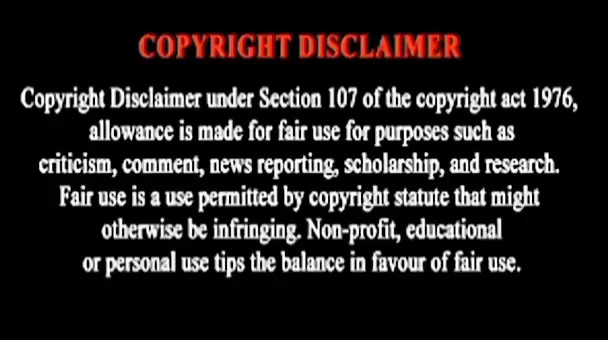 COPYRIGHT DISCLAIMER
Copyright Disclaimer under Section 107 of the copyright act 1976,
allowance is made for fair use for purposes such as
criticism, comment, news reporting, scholarship, and research.
Fair use is a use permitted by copyright statute that might
otherwise be infringing. Non-profit, educational
or personal use tips the balance in favour of fair use.